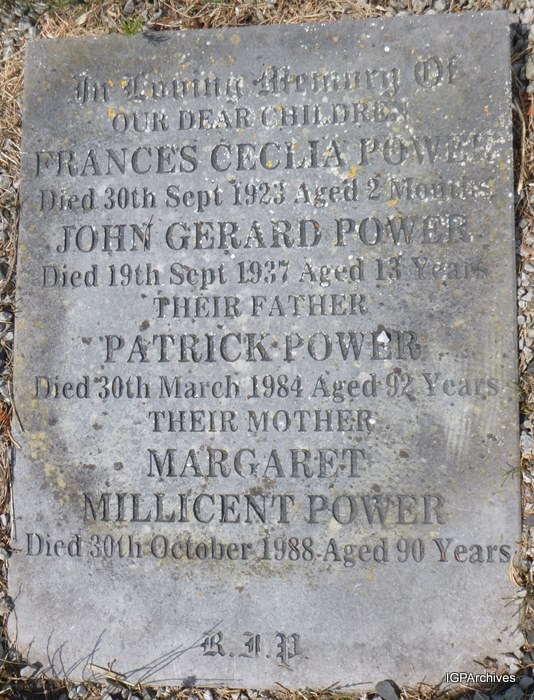 In Loving Memory Of
OUR DEAR CHILDREN
FRANCES CECLIA POWER
Died 30th Sept 1923 Aged 2 Months
JOHN GERARD POWER
Died 19th Sept 1937 Aged 13 Years
THEIR FATHER
PATRICK POWER
Died 30th March 1984 Aged 92 Years
THEIR MOTHER
MARGARET
MILLICENT POWER
Died 30th October 1988 Aged 90 Years
R.I.P.
IGPArchives